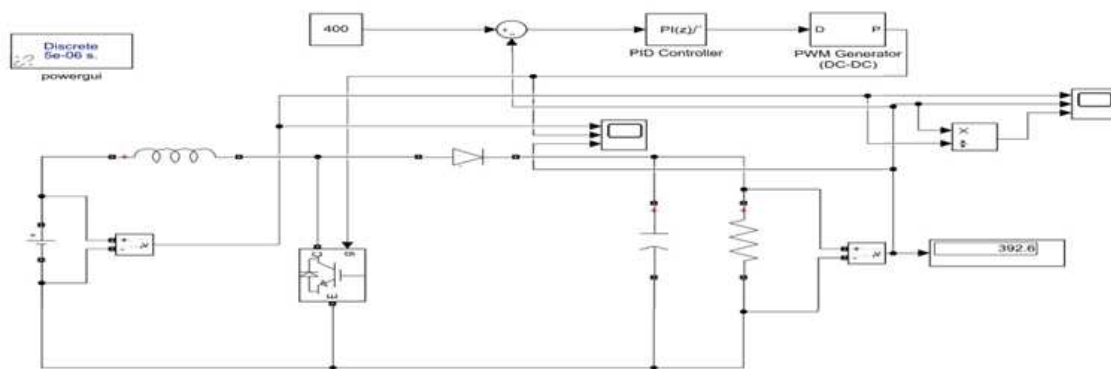 400
PI(z)/~
PID Controller
D P
PWM Generator
(DC-DC)
Discrete
5e-06 s.
powergui
X
÷
+
-
v
g
C
E
+
-
v
392.6